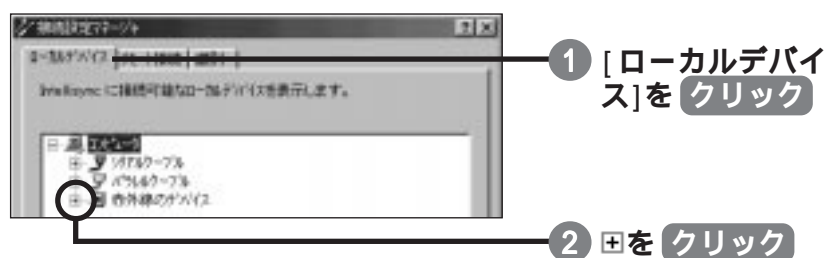 接続設定マネージャ
ローカルデバイス
Intellisync に接続可能なローカルデバイスを表示します。
コンピュータ
シリアルケーブル
パラレルケーブル
赤外線のデバイス
1 [ローカルデバイ
ス]を クリック
2 ⊞を クリック